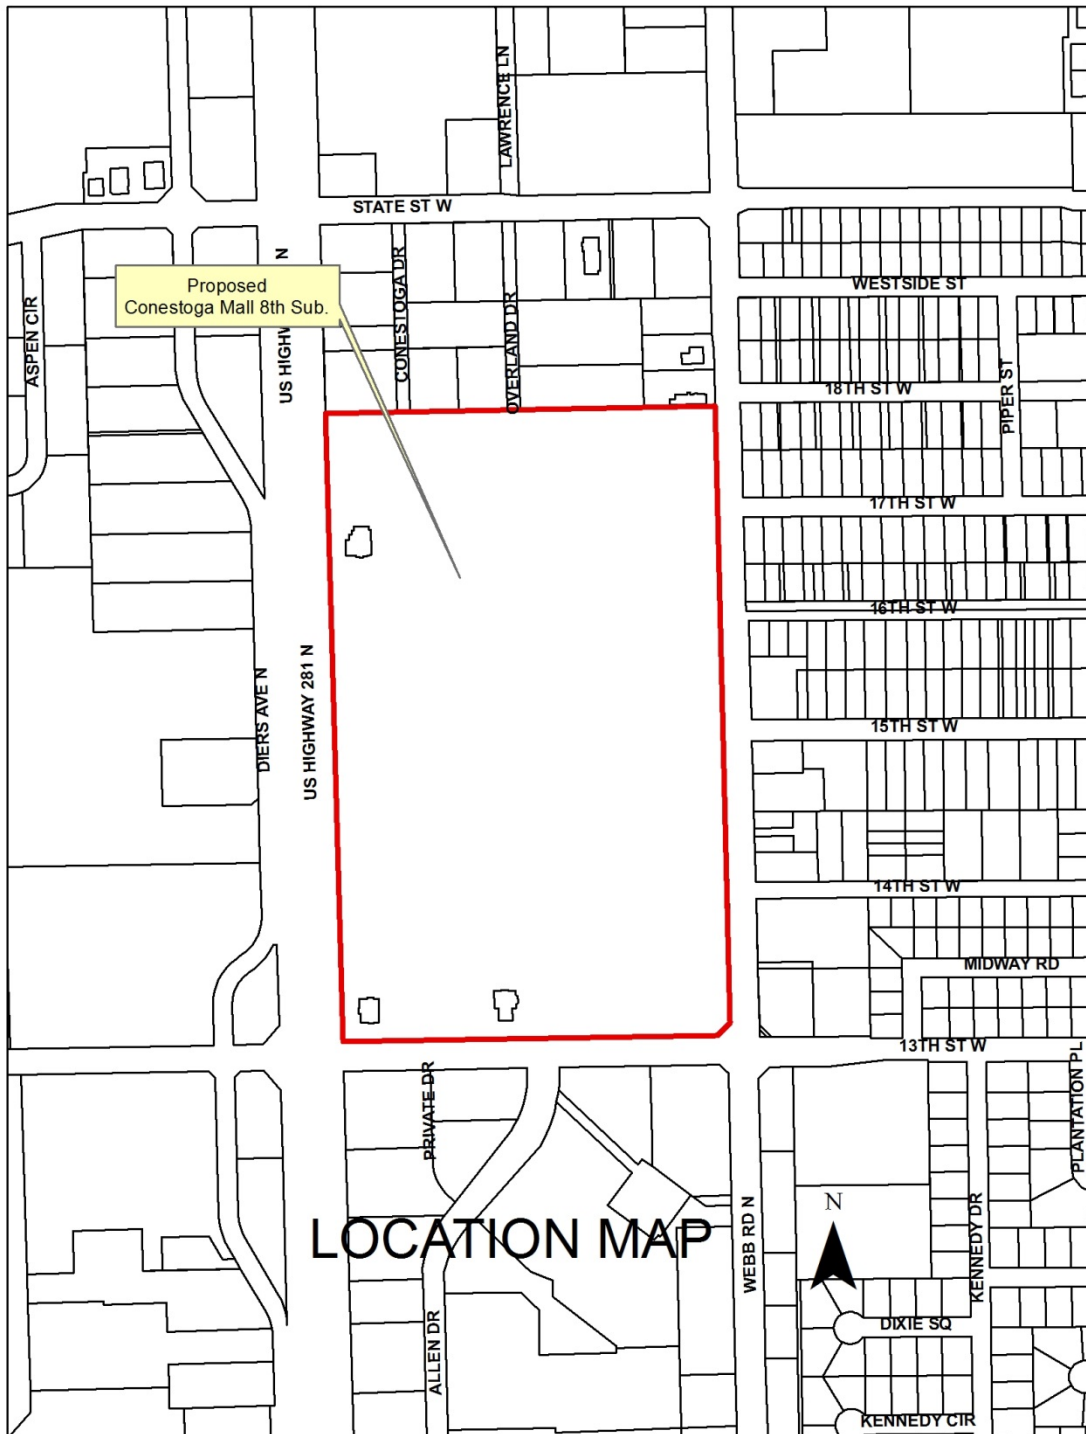 LAWRENCE LN
STATE ST W
US HIGHW
N
Proposed
Conestoga Mall 8th Sub.
CONESTOGA DR
OVERLAND DR
WESTSIDE ST
ASPEN CIR
18TH ST W
PIPER ST
17TH ST W
16TH ST W
DIERS AVE N
US HIGHWAY 281 N
15TH ST W
14TH ST W
MIDWAY RD
13TH ST W
PRIVATE DR
PLANTATION PL
N
LOCATION MAP
WEBB RD N
KENNEDY DR
ALLEN DR
DIXIE SQ
KENNEDY CIR